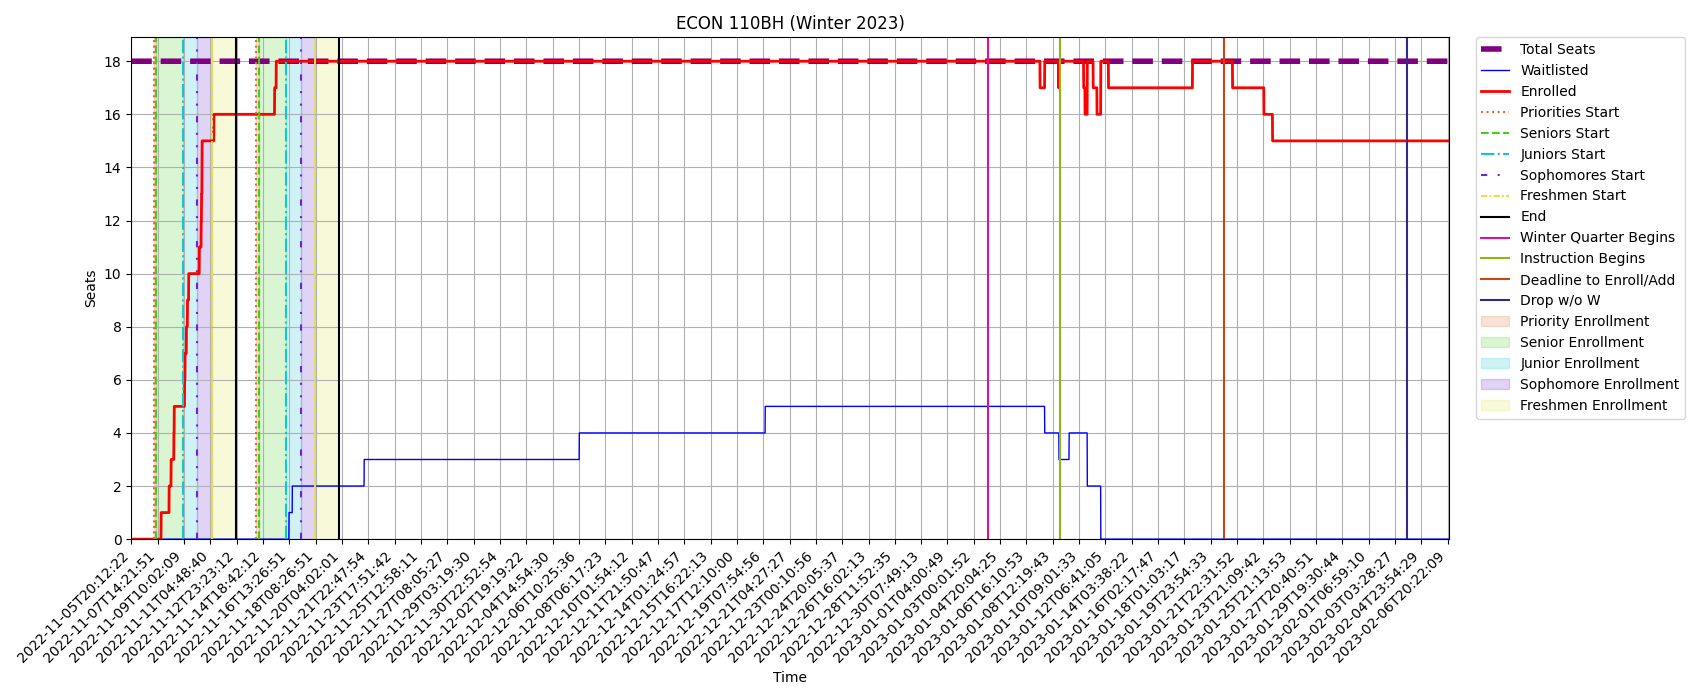 ECON 110BH (Winter 2023)
Seats
18
16
14
12
10
8
6
4
2
0
2022-11-05T20:12:22
2022-11-07T14:21:51
2022-11-09T10:02:09
2022-11-11T04:48:40
2022-11-12T23:23:12
2022-11-14T18:42:12
2022-11-16T13:26:51
2022-11-18T08:26:51
2022-11-20T04:02:01
2022-11-21T22:47:54
2022-11-23T17:51:42
2022-11-25T12:58:11
2022-11-27T08:05:27
2022-11-29T03:19:30
2022-11-30T22:52:54
2022-12-02T19:19:22
2022-12-04T14:54:30
2022-12-06T10:25:36
2022-12-08T06:17:23
2022-12-10T01:54:12
2022-12-11T21:50:47
2022-12-14T01:24:57
2022-12-15T16:22:13
2022-12-17T12:10:00
2022-12-19T07:54:56
2022-12-21T04:27:27
2022-12-23T00:10:56
2022-12-24T20:05:37
2022-12-26T16:02:13
2022-12-28T11:52:35
2022-12-30T07:49:13
2023-01-01T04:00:49
2023-01-03T00:01:52
2023-01-04T20:04:25
2023-01-06T16:10:53
2023-01-08T12:19:43
2023-01-10T09:01:33
2023-01-12T06:41:05
2023-01-14T03:38:22
2023-01-16T02:17:47
2023-01-18T01:03:17
2023-01-19T23:54:33
2023-01-21T22:31:52
2023-01-23T21:09:42
2023-01-25T21:13:53
2023-01-27T20:40:51
2023-01-29T19:30:44
2023-02-01T06:59:10
2023-02-03T03:28:27
2023-02-04T23:54:29
2023-02-06T20:22:09
Time
Total Seats
Waitlisted
Enrolled
Priorities Start
Seniors Start
Juniors Start
Sophomores Start
Freshmen Start
End
Winter Quarter Begins
Instruction Begins
Deadline to Enroll/Add
Drop w/o W
Priority Enrollment
Senior Enrollment
Junior Enrollment
Sophomore Enrollment
Freshmen Enrollment